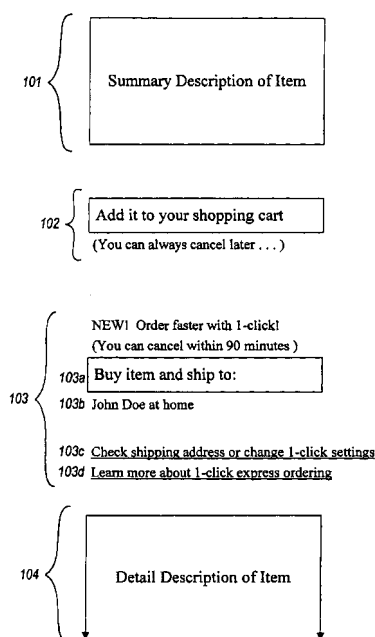 101
Summary Description of Item
102
Add it to your shopping cart
(You can always cancel later . . . )
103
NEW! Order faster with 1-click!
(You can cancel within 90 minutes )
103a Buy item and ship to:
103b John Doe at home
103c Check shipping address or change 1-click settings
103d Learn more about 1-click express ordering
104
Detail Description of Item